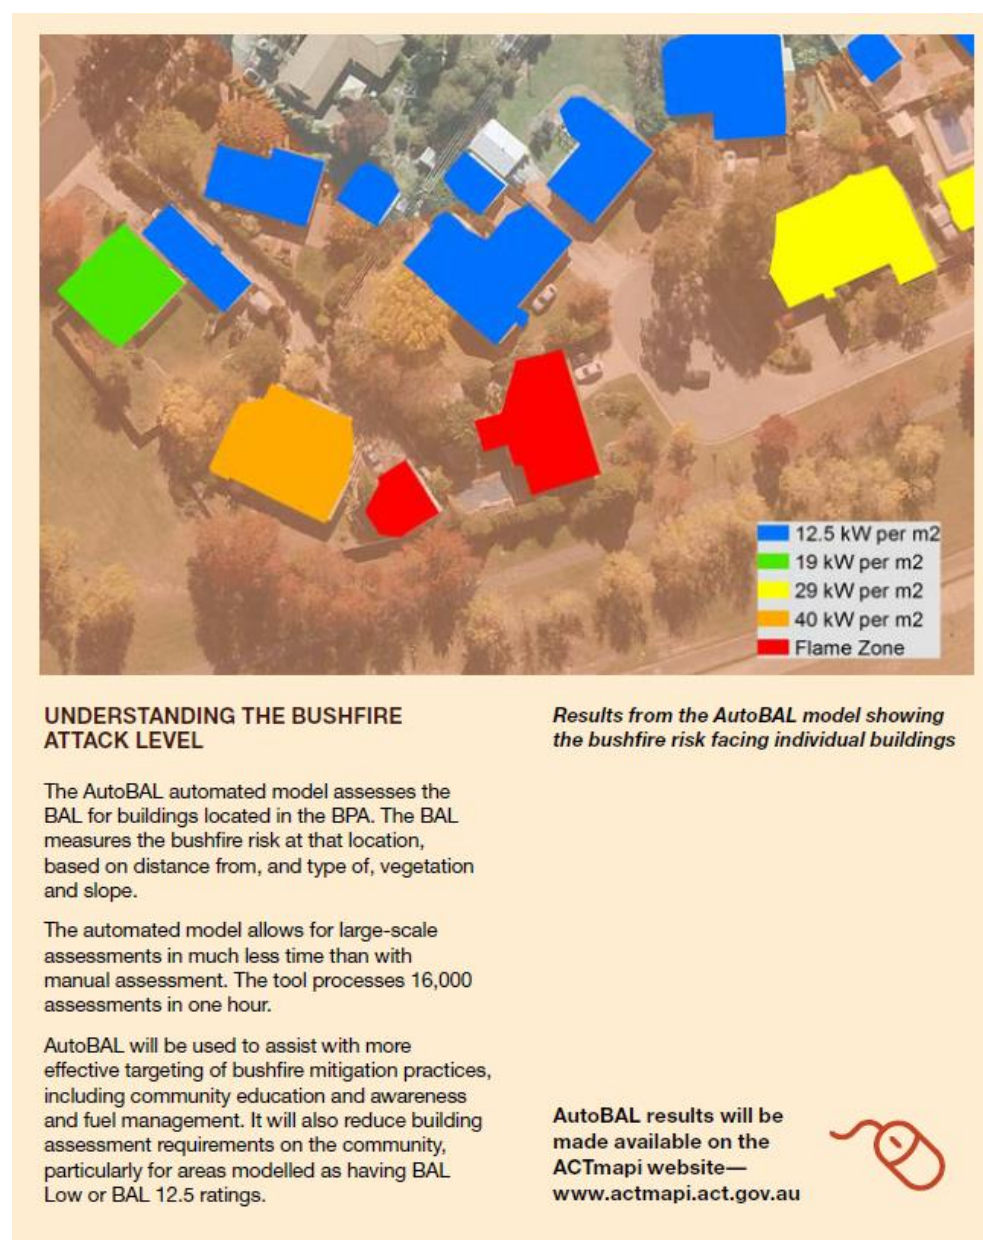 12.5 kW per m2
19 kW per m2
29 kW per m2
40 kW per m2
Flame Zone
UNDERSTANDING THE BUSHFIRE
ATTACK LEVEL
The AutoBAL automated model assesses the
BAL for buildings located in the BPA. The BAL
measures the bushfire risk at that location,
based on distance from, and type of, vegetation
and slope.
The automated model allows for large-scale
assessments in much less time than with
manual assessment. The tool processes 16,000
assessments in one hour.
AutoBAL will be used to assist with more
effective targeting of bushfire mitigation practices,
including community education and awareness
and fuel management. It will also reduce building
assessment requirements on the community,
particularly for areas modelled as having BAL
Low or BAL 12.5 ratings.
Results from the AutoBAL model showing
the bushfire risk facing individual buildings
AutoBAL results will be
made available on the
ACTmapi website—
www.actmapi.act.gov.au